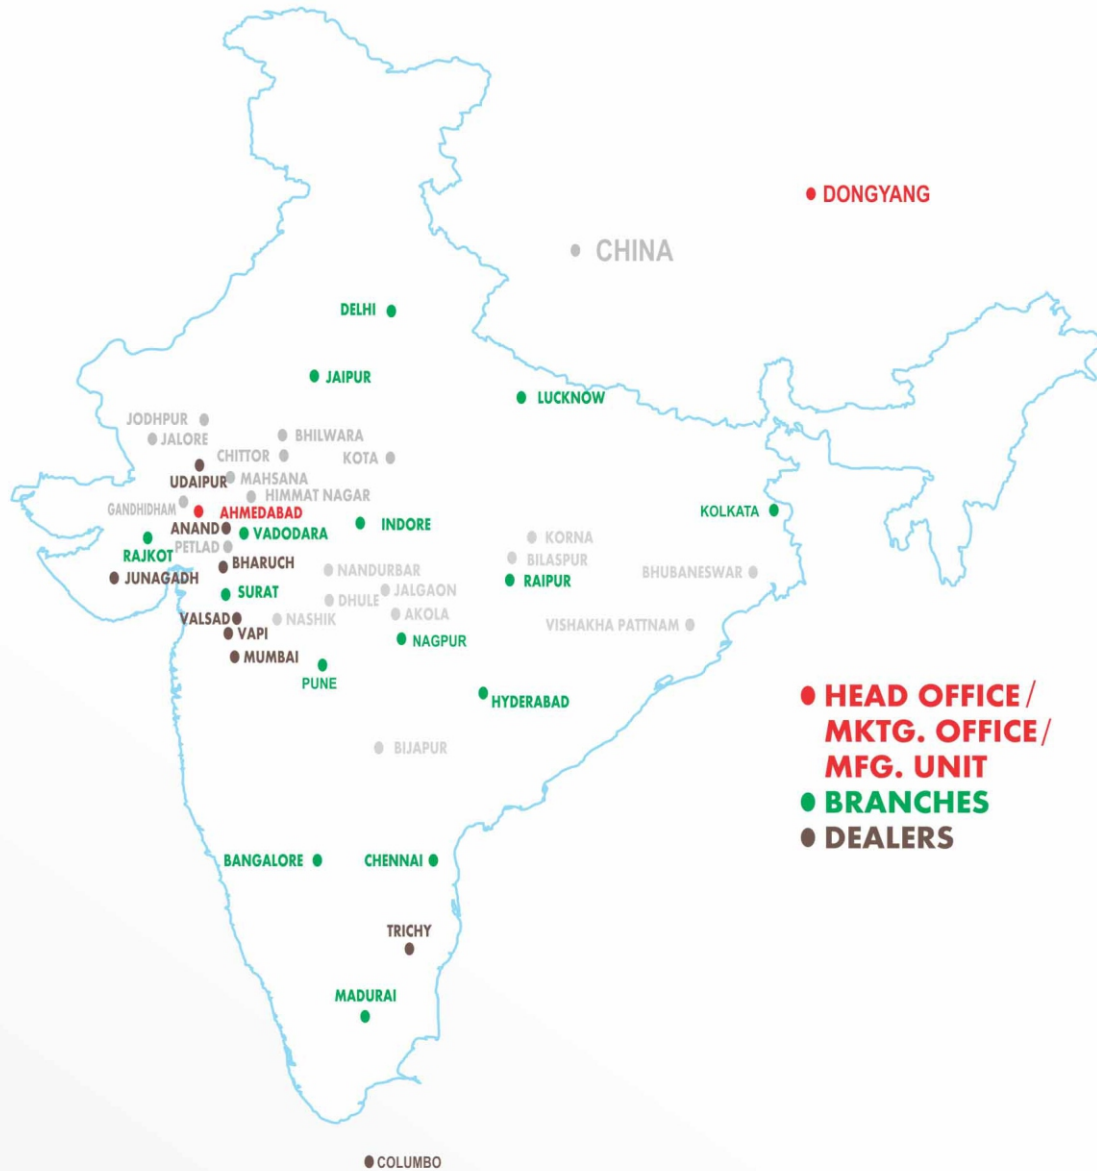 DONGYANG
CHINA
DELHI
JAIPUR
LUCKNOW
JODHPUR
JALORE
BHILWARA
CHITTOR
KOTA
UDAIPUR
MAHSANA
HIMMAT NAGAR
GANDHIDHAM
AHMEDABAD
KOLKATA
ANAND
VADODARA
INDORE
RAJKOT
PETLAD
KORNA
BILASPUR
BHARUCH
NANDURBAR
BHUBANESWAR
JUNAGADH
RAIPUR
SURAT
JALGAON
DHULE
VALSAD
NASHIK
AKOLA
VISHAKHA PATTNAM
VAPI
NAGPUR
MUMBAI
PUNE
HYDERABAD
HEAD OFFICE /
MKTG. OFFICE /
MFG. UNIT
BRANCHES
DEALERS
BIJAPUR
BANGALORE
CHENNAI
TRICHY
MADURAI
COLUMBO